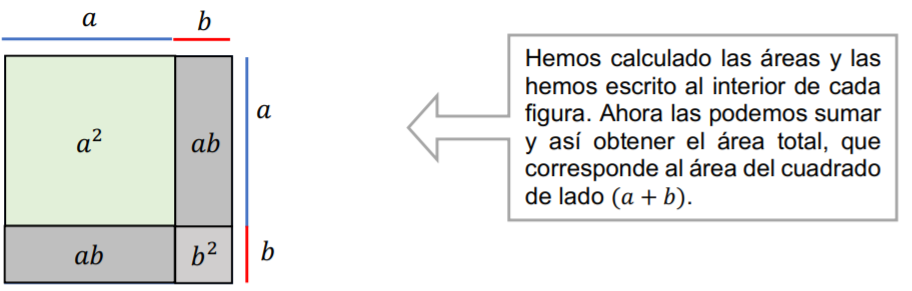 a b
a² ab a
ab b² b
Hemos calculado las áreas y las
hemos escrito al interior de cada
figura. Ahora las podemos sumar
y así obtener el área total, que
corresponde al área del cuadrado
de lado (a + b).